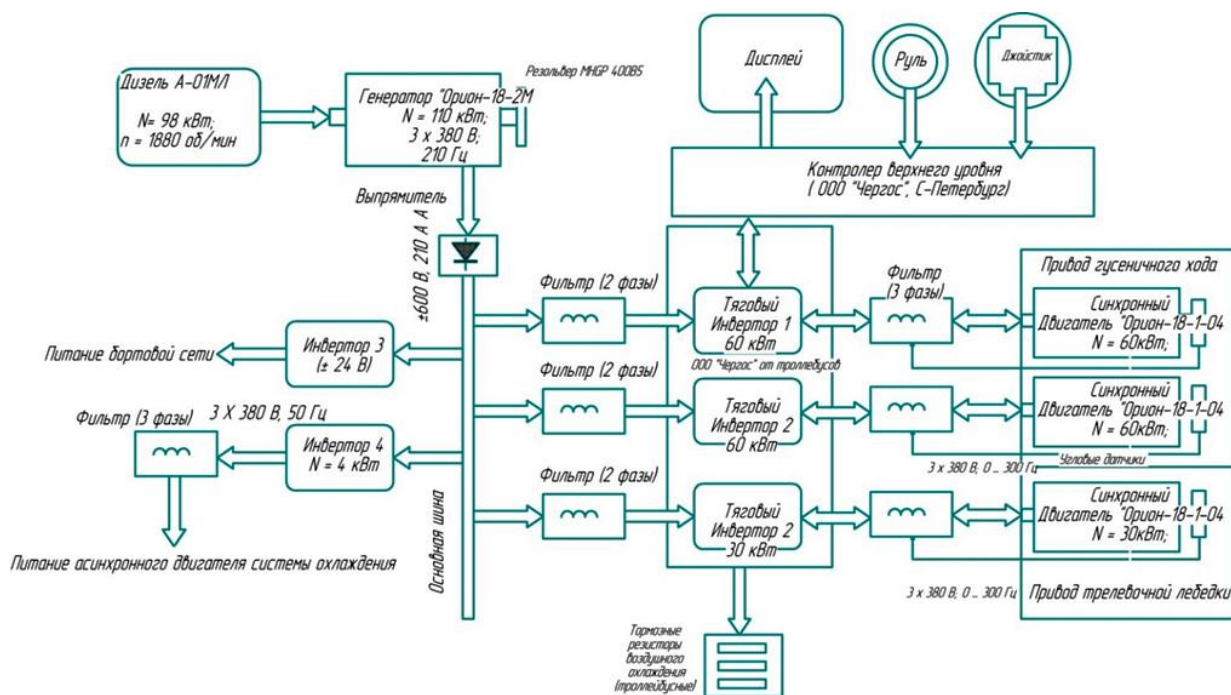 Дизель А-01МЛ
N= 98 кВт;
n = 1880 об/мин
Генератор "Орион-18-2М
N = 110 кВт;
3 х 380 В;
210 Гц
Резольвер MHGP 400B5
Дисплей
Руль
Джойстик
Контролер верхнего уровня
( ООО "Чергос", С-Петербург)
Выпрямитель
±600 В, 210 А А
Фильтр (2 фазы)
Тяговый
Инвертор 1
60 кВт
ООО "Чергос" от троллебусов
Фильтр
(3 фазы)
Привод гусеничного хода
Синхронный
Двигатель "Орион-18-1-04
N = 60кВт;
Питание бортовой сети
Инвертор 3
(± 24 В)
Фильтр (2 фазы)
Тяговый
Инвертор 2
60 кВт
Синхронный
Двигатель "Орион-18-1-04
N = 60кВт;
Угловые датчики
3 х 380 В, 0 ... 300 Гц
Фильтр (3 фазы)
3 Х 380 В, 50 Гц
Инвертор 4
N = 4 кВт
Фильтр (2 фазы)
Тяговый
Инвертор 2
30 кВт
Синхронный
Двигатель "Орион-18-1-04
N = 30кВт;
Питание асинхронного двигателя системы охлаждения
Основная шина
3 х 380 В, 0 ... 300 Гц
Привод трелевочной лебедки
Тормозные
резисторы
воздушного
охлаждения
(троллейбусные)